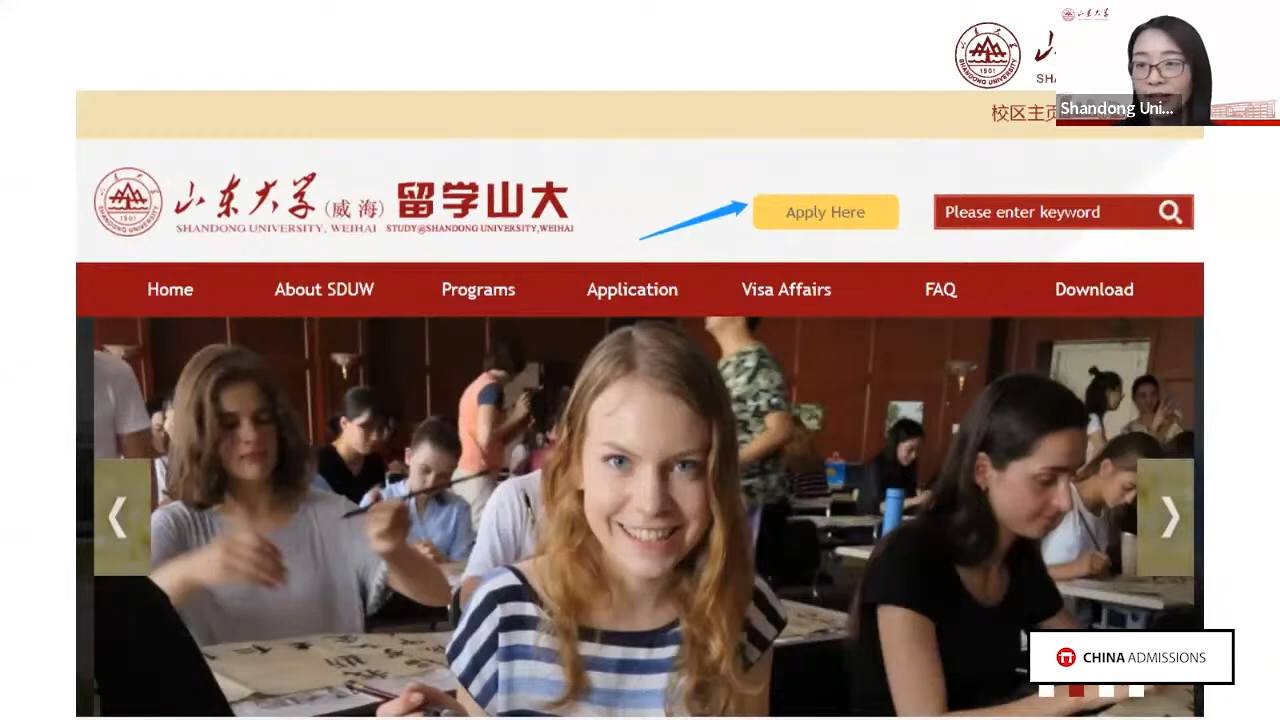 山东大学
校区主页
Shandong Uni...
山东大学(威海) 留学山大
SHANDONG UNIVERSITY, WEIHAI STUDY@SHANDONG UNIVERSITY,WEIHAI
1901
Apply Here
Please enter keyword
Home About SDUW Programs Application Visa Affairs FAQ Download
CHINA ADMISSIONS